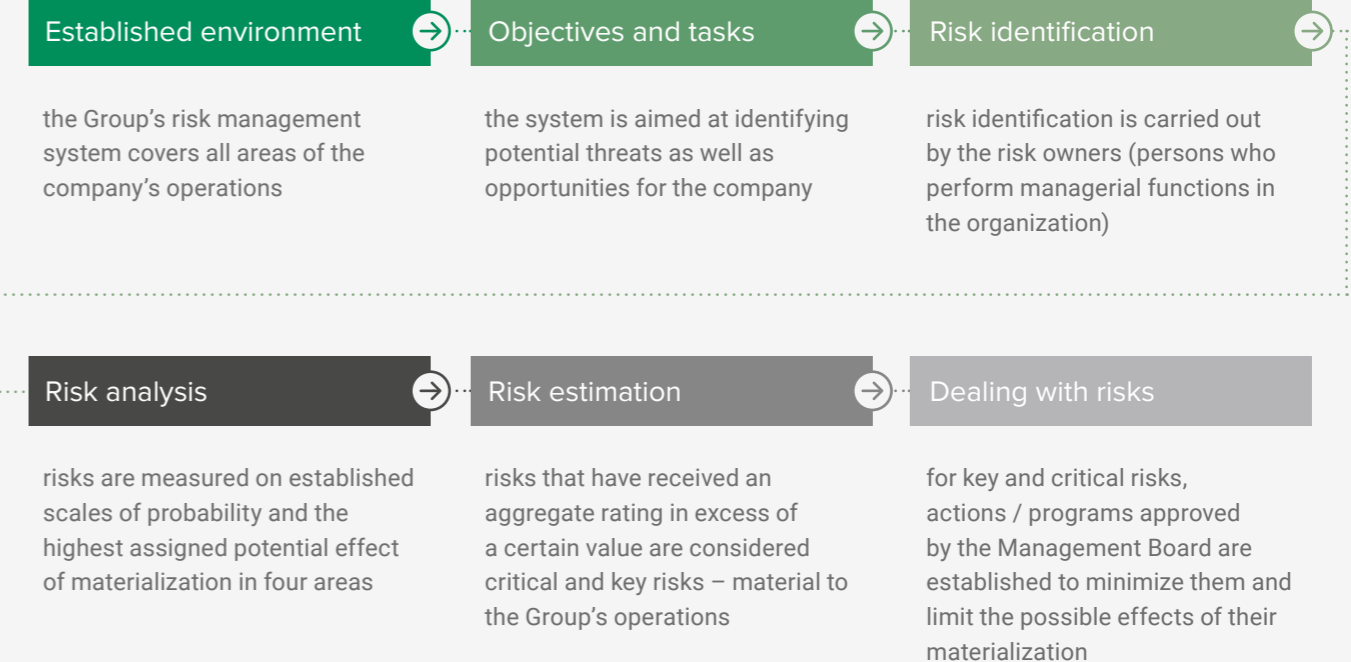 Established environment
the Group’s risk management
system covers all areas of the
company’s operations
Objectives and tasks
the system is aimed at identifying
potential threats as well as
opportunities for the company
Risk identification
risk identification is carried out
by the risk owners (persons who
perform managerial functions in
the organization)
Risk analysis
risks are measured on established
scales of probability and the
highest assigned potential effect
of materialization in four areas
Risk estimation
risks that have received an
aggregate rating in excess of
a certain value are considered
critical and key risks – material to
the Group’s operations
Dealing with risks
for key and critical risks,
actions / programs approved
by the Management Board are
established to minimize them and
limit the possible effects of their
materialization